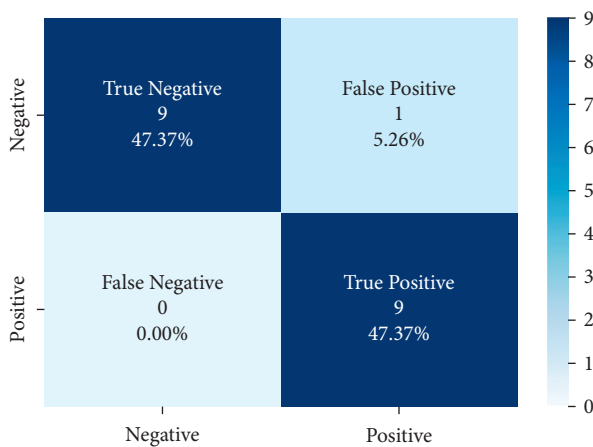 Negative
True Negative
9
47.37%
False Positive
1
5.26%
Positive
False Negative
0
0.00%
True Positive
9
47.37%
Negative
Positive
9
8
7
6
5
4
3
2
1
0